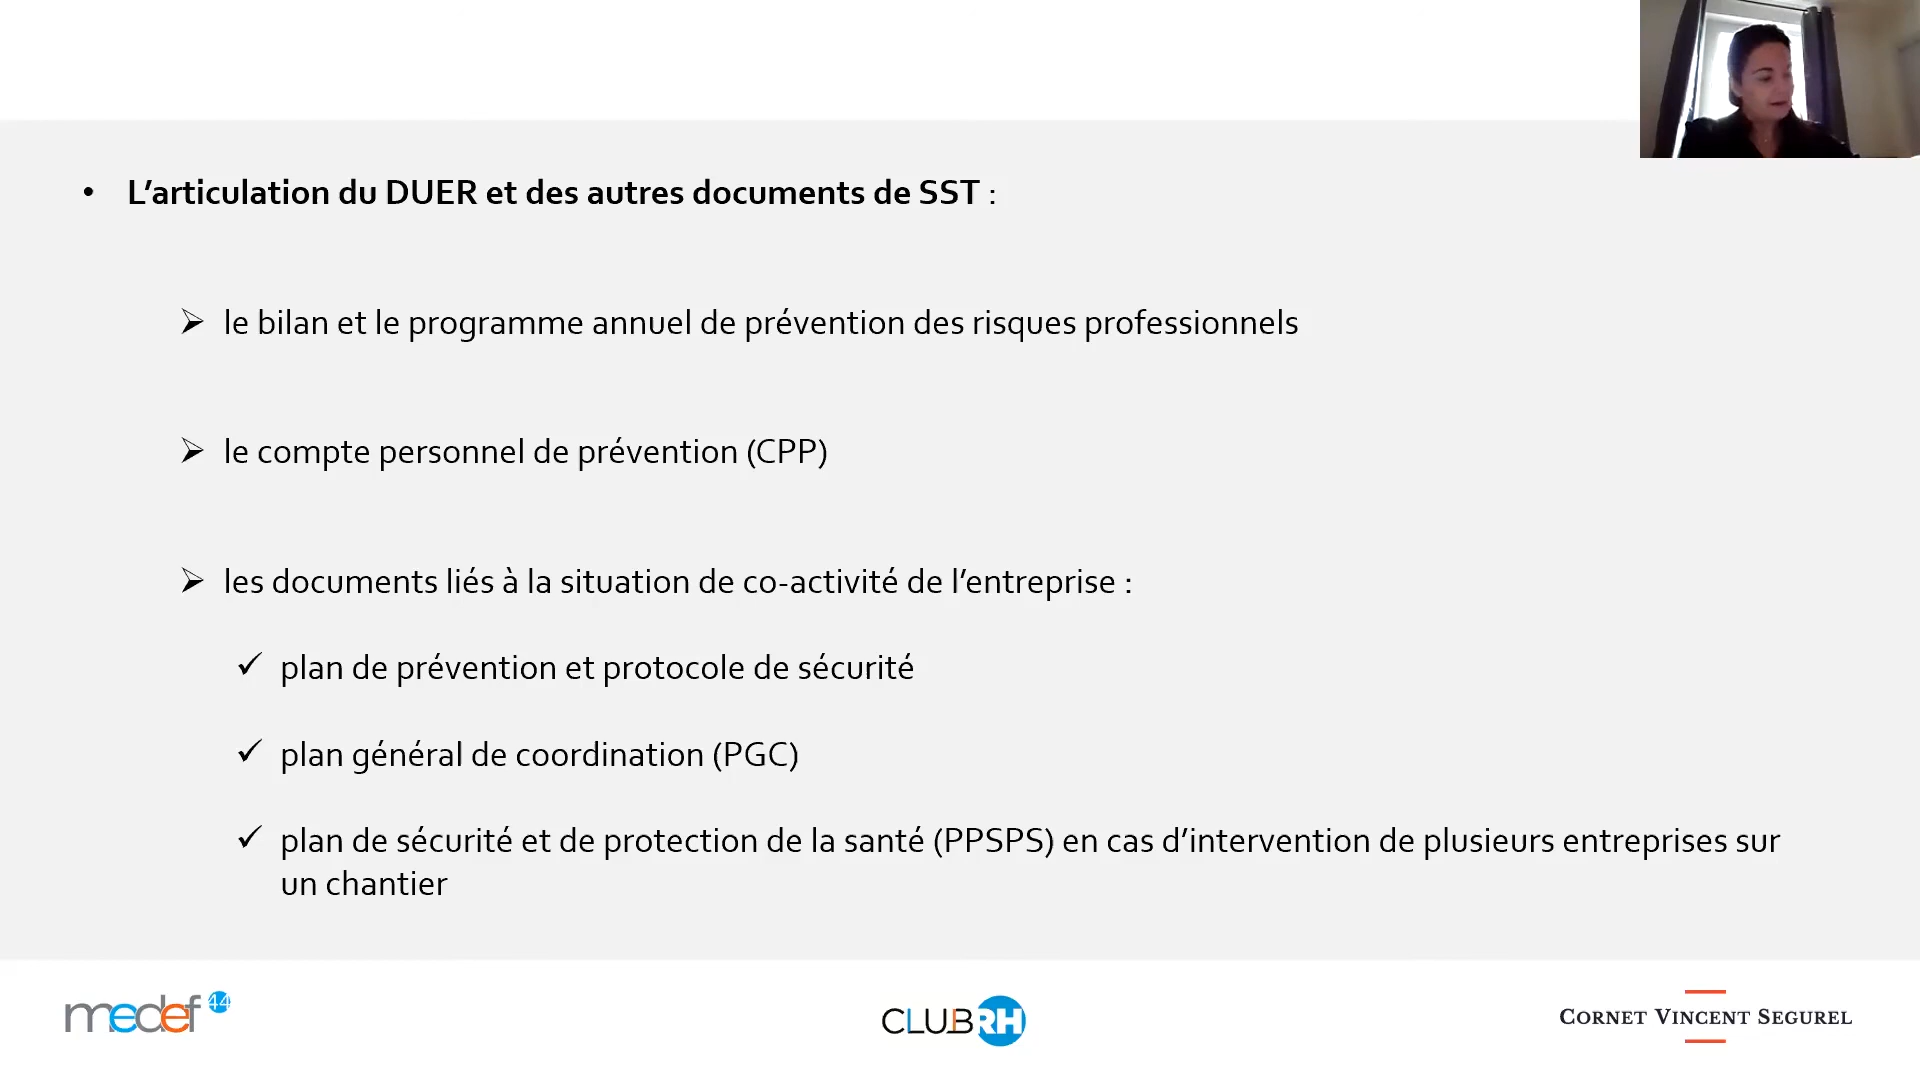 • L’articulation du DUER et des autres documents de SST :
➢ le bilan et le programme annuel de prévention des risques professionnels
➢ le compte personnel de prévention (CPP)
➢ les documents liés à la situation de co-activité de l’entreprise :
✓ plan de prévention et protocole de sécurité
✓ plan général de coordination (PGC)
✓ plan de sécurité et de protection de la santé (PPSPS) en cas d’intervention de plusieurs entreprises sur
un chantier
medef 44
CLUBRH
CORNET VINCENT SEGUREL